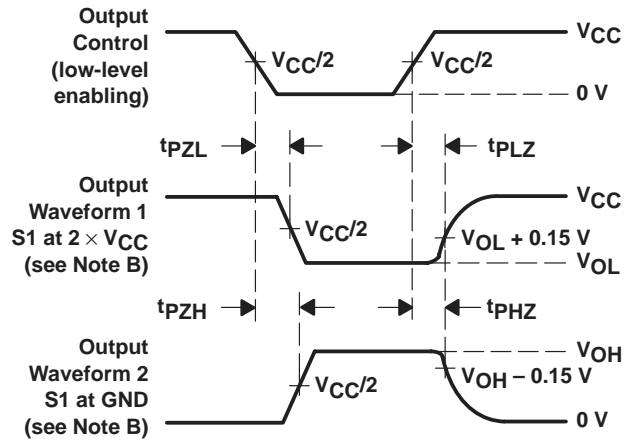 Output
Control
(low-level
enabling)
VCC/2
VCC/2
VCC
0 V
tPZL
tPLZ
Output
Waveform 1
S1 at 2 × VCC
(see Note B)
VCC/2
VCC
VOL + 0.15 V
VOL
tPZH
tPHZ
Output
Waveform 2
S1 at GND
(see Note B)
VCC/2
VOH
VOH – 0.15 V
0 V